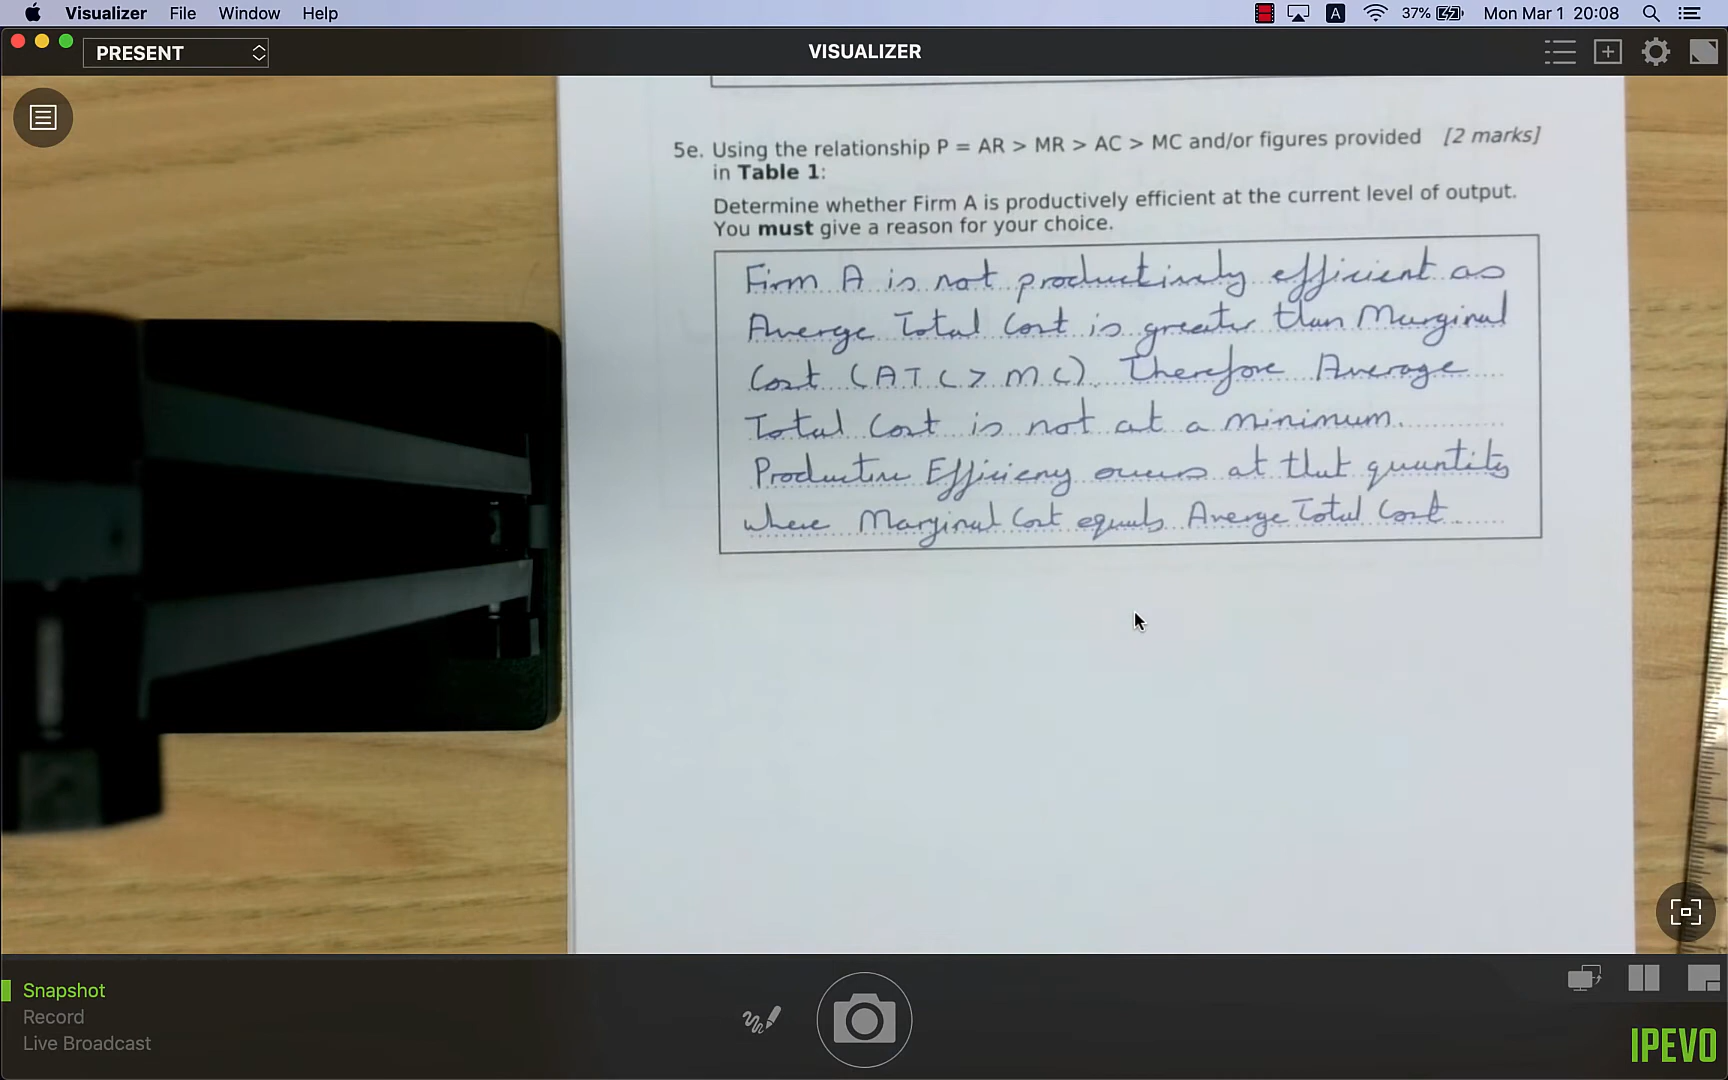 Visualizer File Window Help 37% A Mon Mar 1 20:08
PRESENT VISUALIZER
5e. Using the relationship P = AR > MR > AC > MC and/or figures provided [2 marks]
in Table 1:
Determine whether Firm A is productively efficient at the current level of output.
You must give a reason for your choice.
Firm A is not productively efficient as
Averge Total Cost is greater than Marginal
Cost (ATC > MC). Therefore Average
Total Cost is not at a minimum.
Productive Efficieny occurs at that quantity
where Marginal Cost equals Averge Total Cost.
Snapshot
Record
Live Broadcast
IPEVO